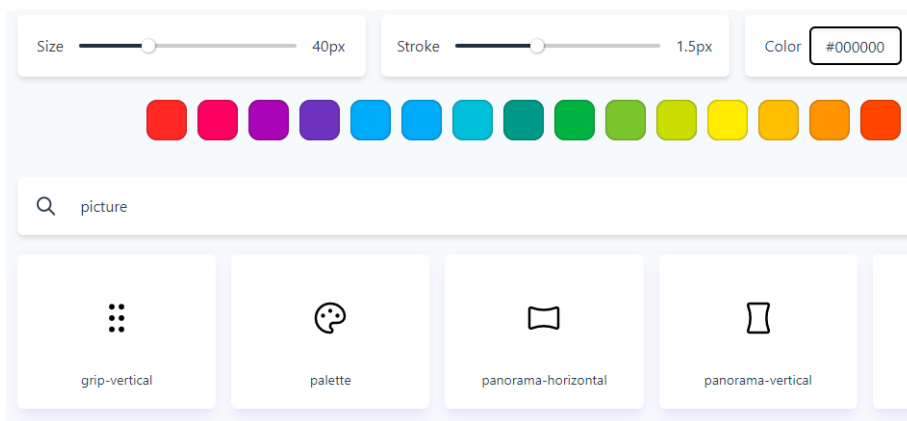 Size 40px Stroke 1.5px Color #000000
picture
grip-vertical palette panorama-horizontal panorama-vertical